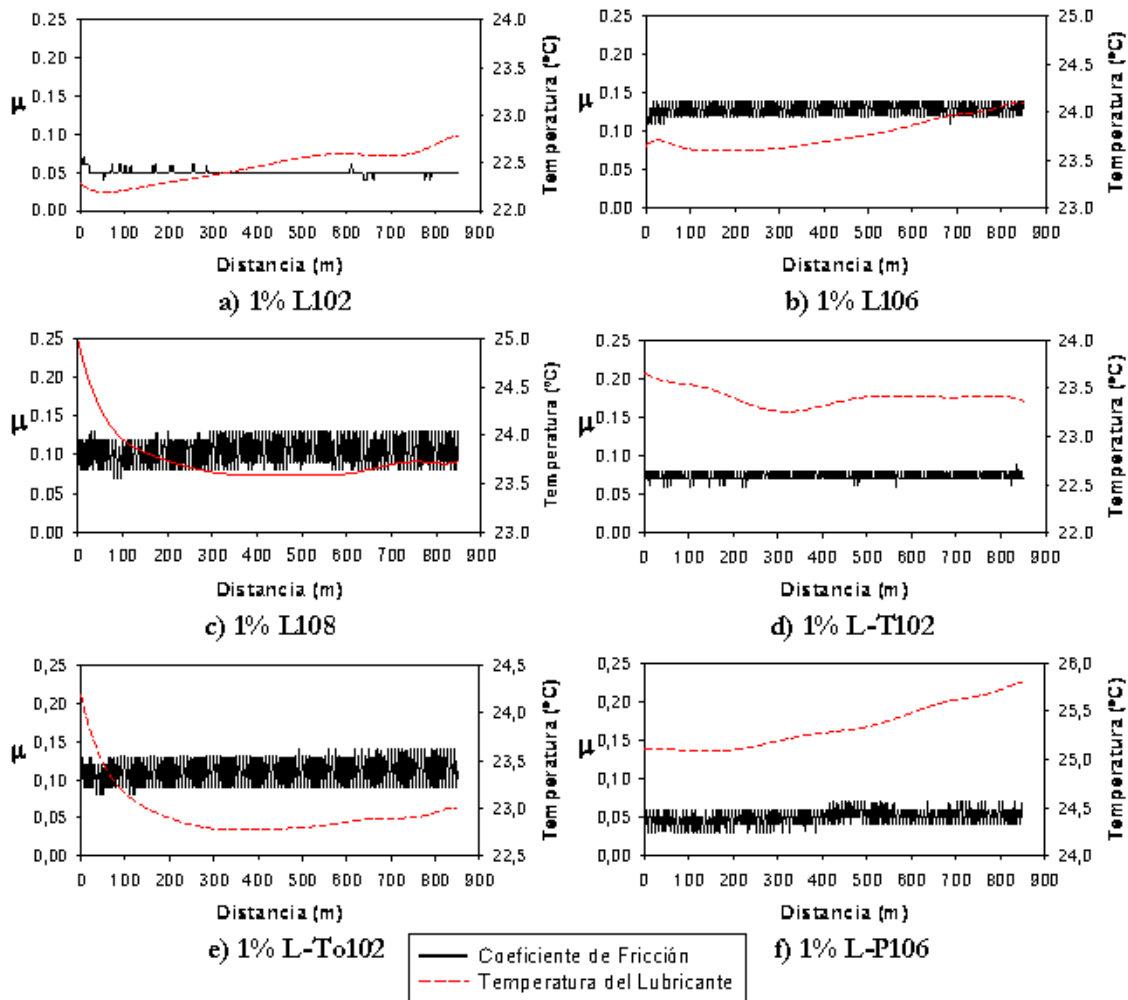 0.25
0.20
0.15
0.10
0.05
0.00
μ
24.0
23.5
23.0
22.5
22.0
Temperatura (ºC)
0 100 200 300 400 500 600 700 800 900
Distancia (m)
a) 1% L102
0.25
0.20
0.15
0.10
0.05
0.00
μ
25.0
24.5
24.0
23.5
23.0
Temperatura (ºC)
0 100 200 300 400 500 600 700 800 900
Distancia (m)
b) 1% L106
0.25
0.20
0.15
0.10
0.05
0.00
μ
25.0
24.5
24.0
23.5
23.0
Temperatura (ºC)
0 100 200 300 400 500 600 700 800 900
Distancia (m)
c) 1% L108
0.25
0.20
0.15
0.10
0.05
0.00
μ
24.0
23.5
23.0
22.5
22.0
Temperatura (ºC)
0 100 200 300 400 500 600 700 800 900
Distancia (m)
d) 1% L-T102
0,25
0,20
0,15
0,10
0,05
0,00
μ
24,5
24,0
23,5
23,0
22,5
Temperatura (ºC)
0 100 200 300 400 500 600 700 800 900
Distancia (m)
e) 1% L-To102
0,25
0,20
0,15
0,10
0,05
0,00
μ
26,0
25,5
25,0
24,5
24,0
Temperatura (ºC)
0 100 200 300 400 500 600 700 800 900
Distancia (m)
f) 1% L-P106
Coeficiente de Fricción
Temperatura del Lubricante